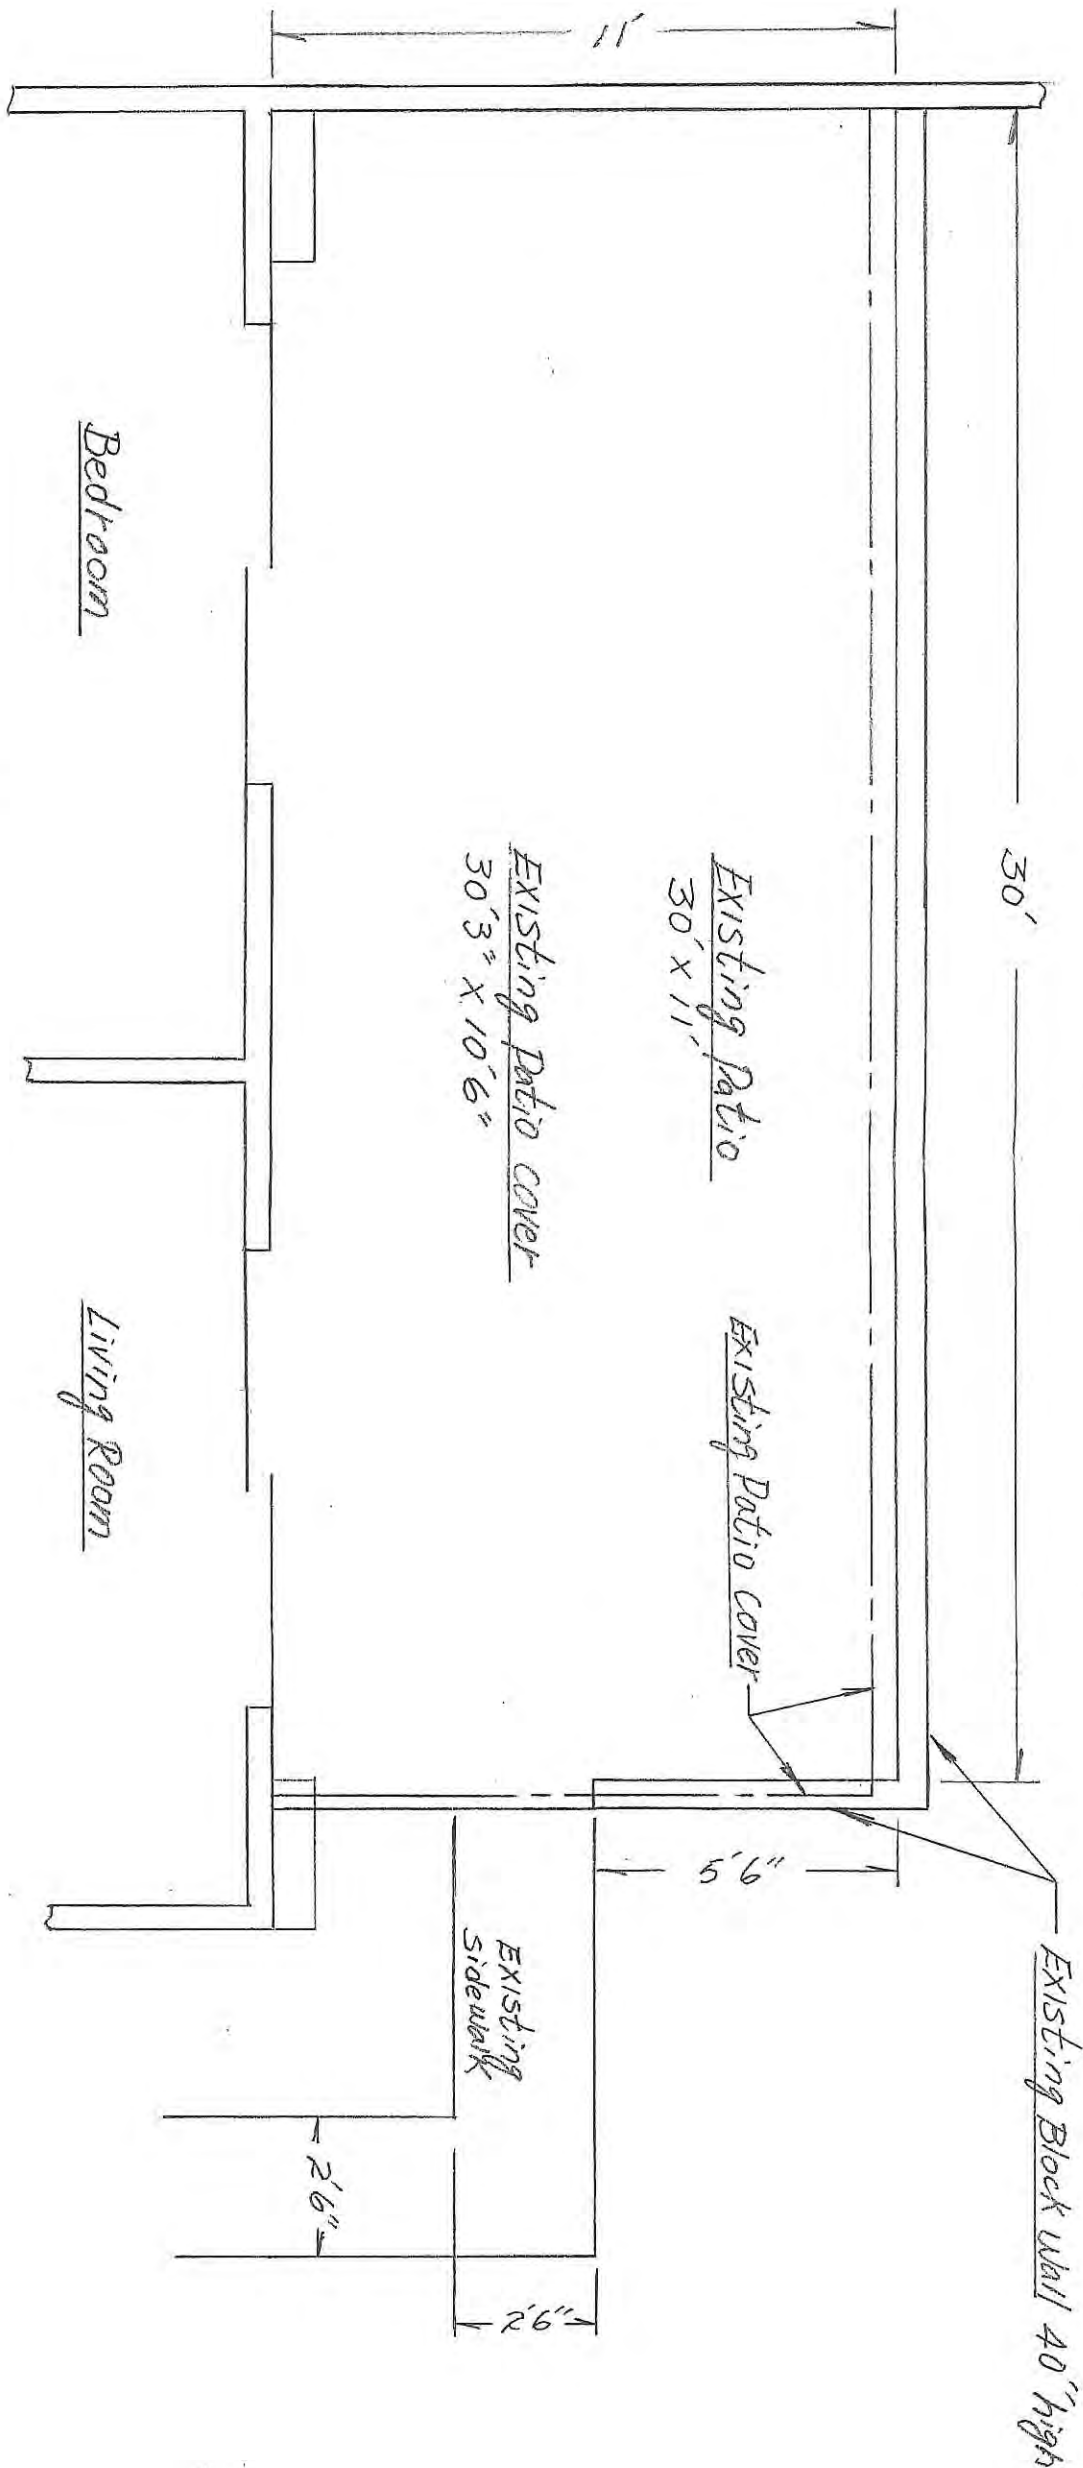 Existing Block wall 40" high
30'
11'
Existing Patio
30' x 11'
Existing Patio cover
Existing Patio cover
30'3" x 10'6"
5'6"
Existing
sidewalk
2'6"
2'6"
Bedroom
Living Room